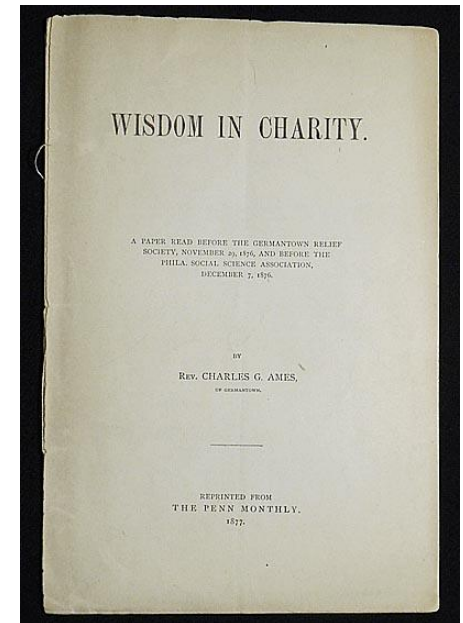 WISDOM IN CHARITY.
A PAPER READ BEFORE THE GERMANTOWN RELIEF
SOCIETY, NOVEMBER 29, 1876, AND BEFORE THE
PHILA. SOCIAL SCIENCE ASSOCIATION,
DECEMBER 7, 1876.
BY
REV. CHARLES G. AMES,
OF GERMANTOWN.
REPRINTED FROM
THE PENN MONTHLY.
1877.